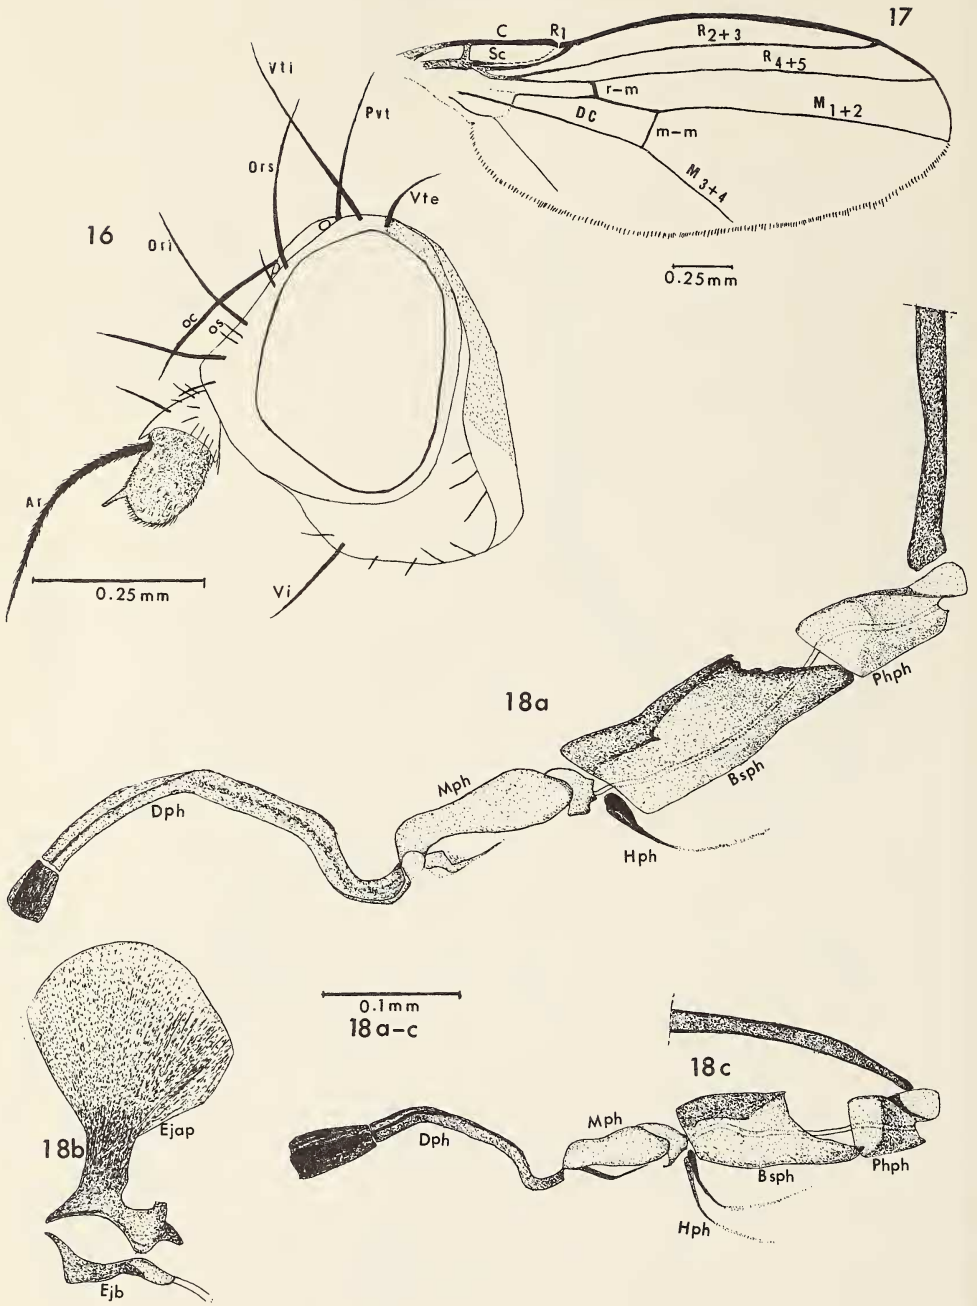 17
C
R1
R2+3
Sc
R4+5
r-m
DC
M1+2
m-m
M3+4
0.25mm
16
Vti
Pvt
Ors
Vte
Ori
oc
os
Ar
0.25mm
Vi
18a
Phph
Bsph
Mph
Hph
Dph
0.1mm
18a-c
18b
Ejap
Ejb
18c
Dph
Mph
Bsph
Phph
Hph